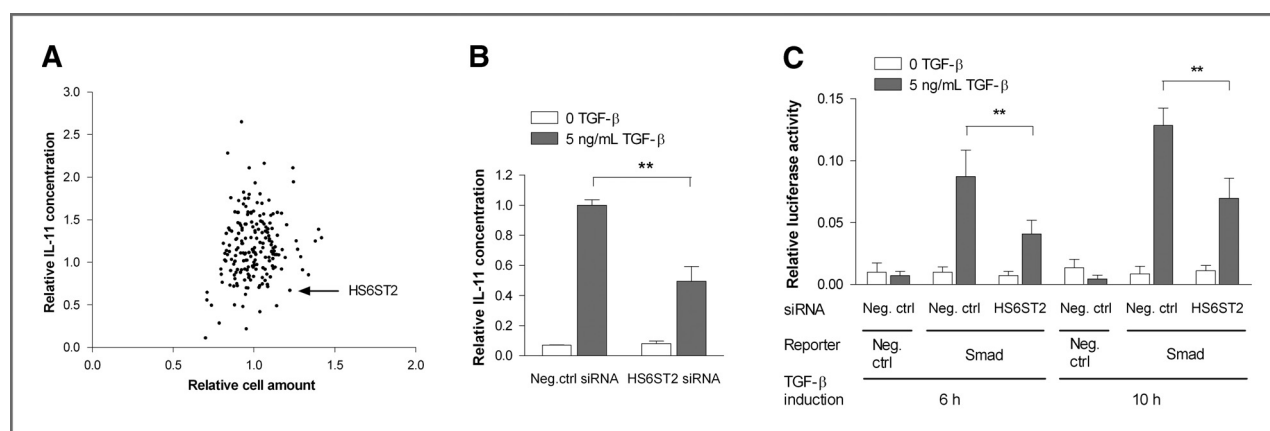 A
Relative IL-11 concentration
3.0
2.5
2.0
1.5
1.0
0.5
0.0
HS6ST2
0.0
0.5
1.0
1.5
2.0
Relative cell amount
B
0 TGF-β
5 ng/mL TGF-β
**
Relative IL-11 concentration
1.2
1.0
0.8
0.6
0.4
0.2
0.0
Neg.ctrl siRNA
HS6ST2 siRNA
C
0 TGF-β
5 ng/mL TGF-β
**
**
Relative luciferase activity
0.15
0.10
0.05
0.00
siRNA
Neg. ctrl
Neg. ctrl
HS6ST2
Neg. ctrl
Neg. ctrl
HS6ST2
Reporter
Neg.
ctrl
Smad
Neg.
ctrl
Smad
TGF-β
induction
6 h
10 h